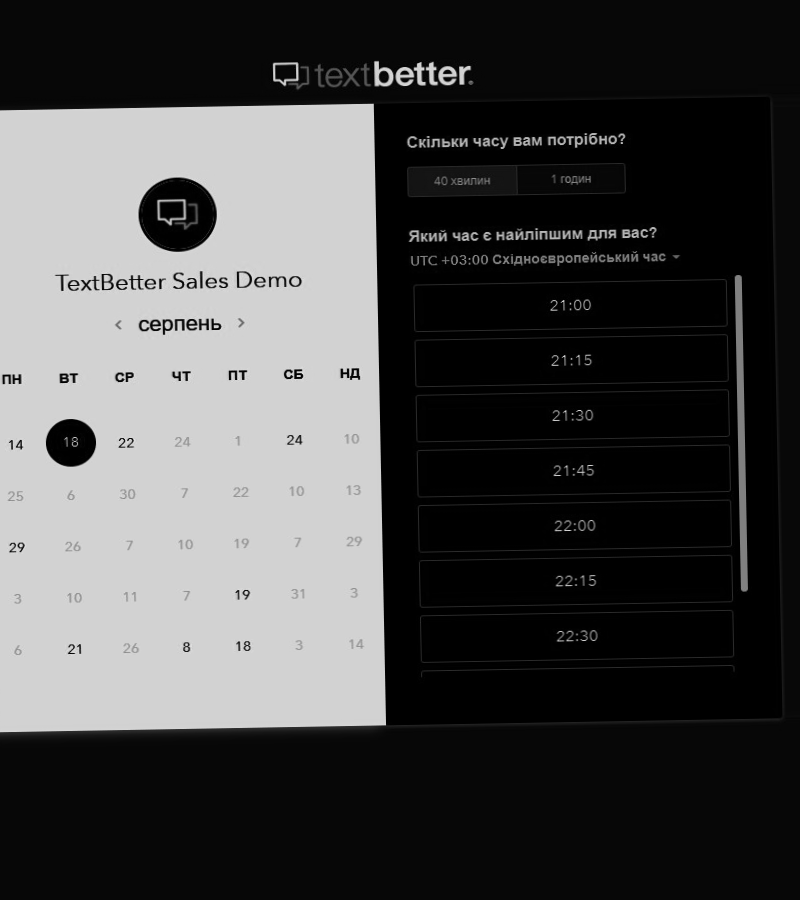 textbetter.
TextBetter Sales Demo
серпень
ПН ВТ СР ЧТ ПТ СБ НД
14 18 22 24 1 24 10
25 6 30 7 22 10 13
29 26 7 10 19 7 29
3 10 11 7 19 31 3
6 21 26 8 18 3 14
Скільки часу вам потрібно?
40 хвилин 1 годин
Який час є найліпшим для вас?
UTC +03:00 Східноєвропейський час
21:00
21:15
21:30
21:45
22:00
22:15
22:30